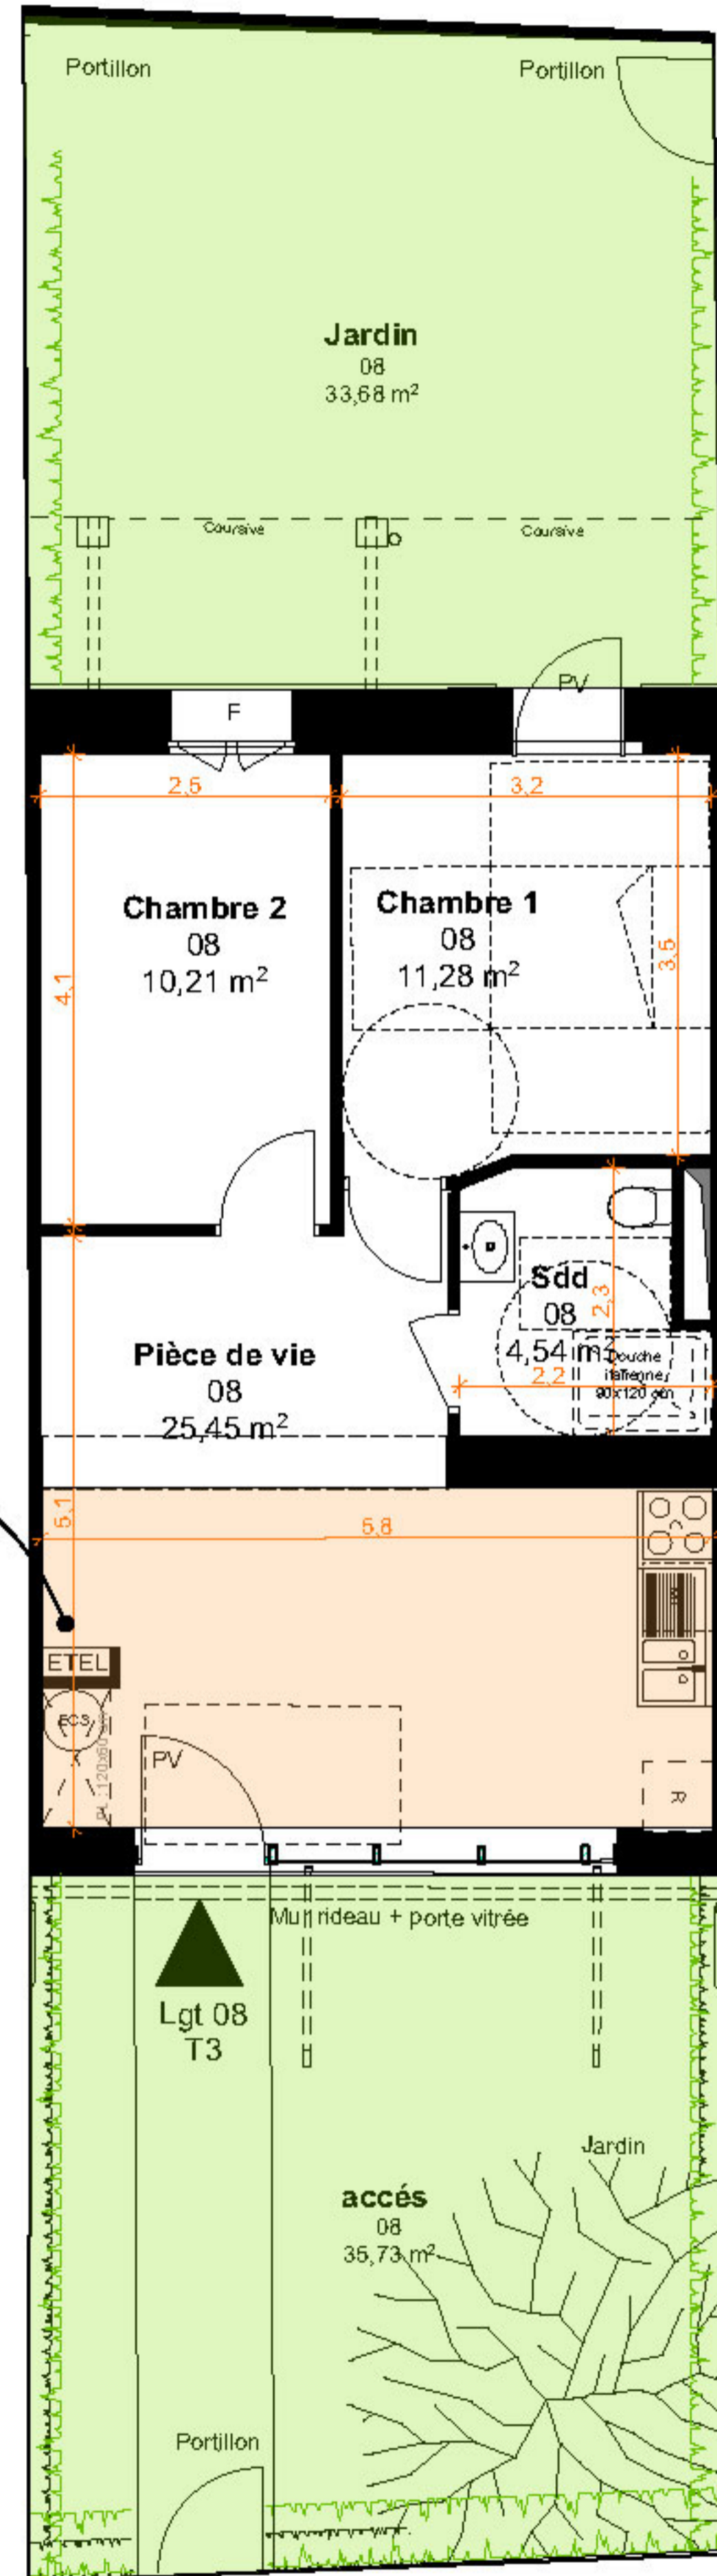 Portillon
Portillon
Jardin
08
33,68 m²
Coursive
Coursive
PV
F
2,5
3,2
Chambre 2
08
10,21 m²
Chambre 1
08
11,28 m²
4,1
3,5
Sdd
08
4,54 m²
2,3
2,2
Douche
italienne
90x120 cm
Pièce de vie
08
25,45 m²
5,1
5,8
ETEL
ECS
PL :120x60
PV
R
Mur rideau + porte vitrée
Lgt 08
T3
Jardin
accés
08
35,73 m²
Portillon